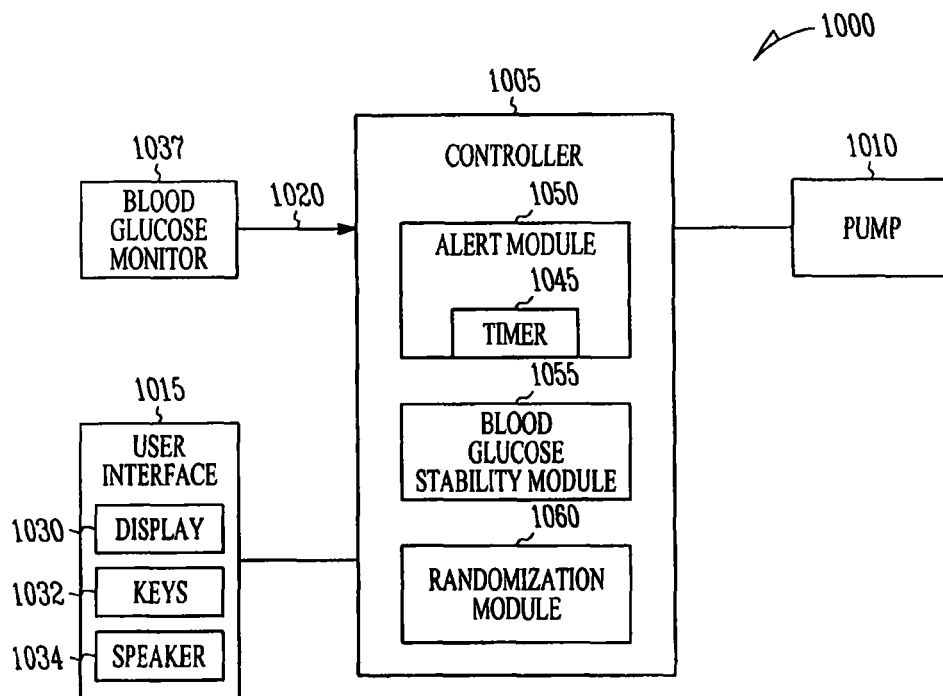 1000
1005
CONTROLLER
1037
BLOOD
GLUCOSE
MONITOR
1020
1010
PUMP
1050
ALERT MODULE
1045
TIMER
1055
BLOOD
GLUCOSE
STABILITY MODULE
1060
RANDOMIZATION
MODULE
1015
USER
INTERFACE
1030
DISPLAY
1032
KEYS
1034
SPEAKER